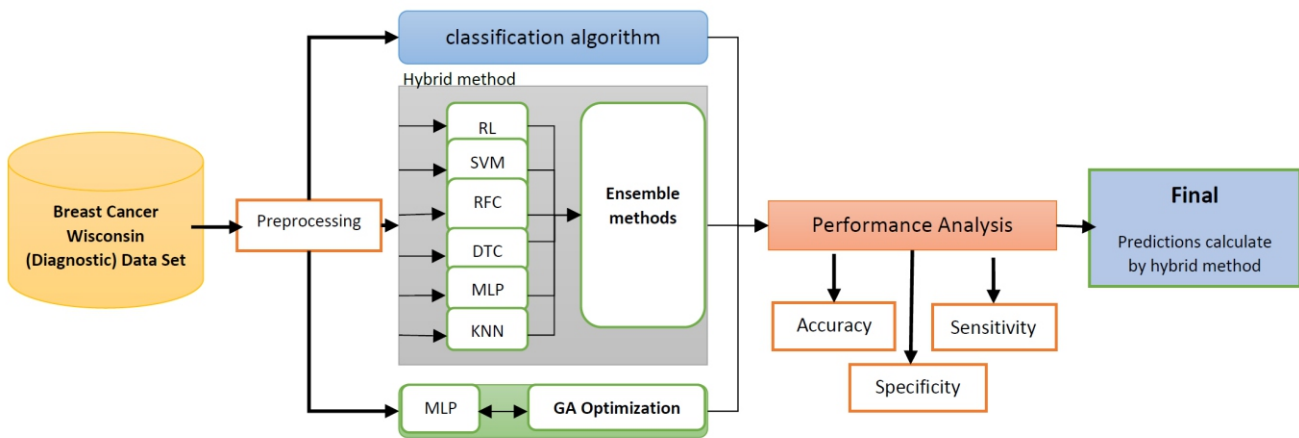 Breast Cancer
Wisconsin
(Diagnostic) Data Set
Preprocessing
classification algorithm
Hybrid method
RL
SVM
RFC
DTC
MLP
KNN
Ensemble
methods
MLP
GA Optimization
Performance Analysis
Accuracy
Specificity
Sensitivity
Final
Predictions calculate
by hybrid method